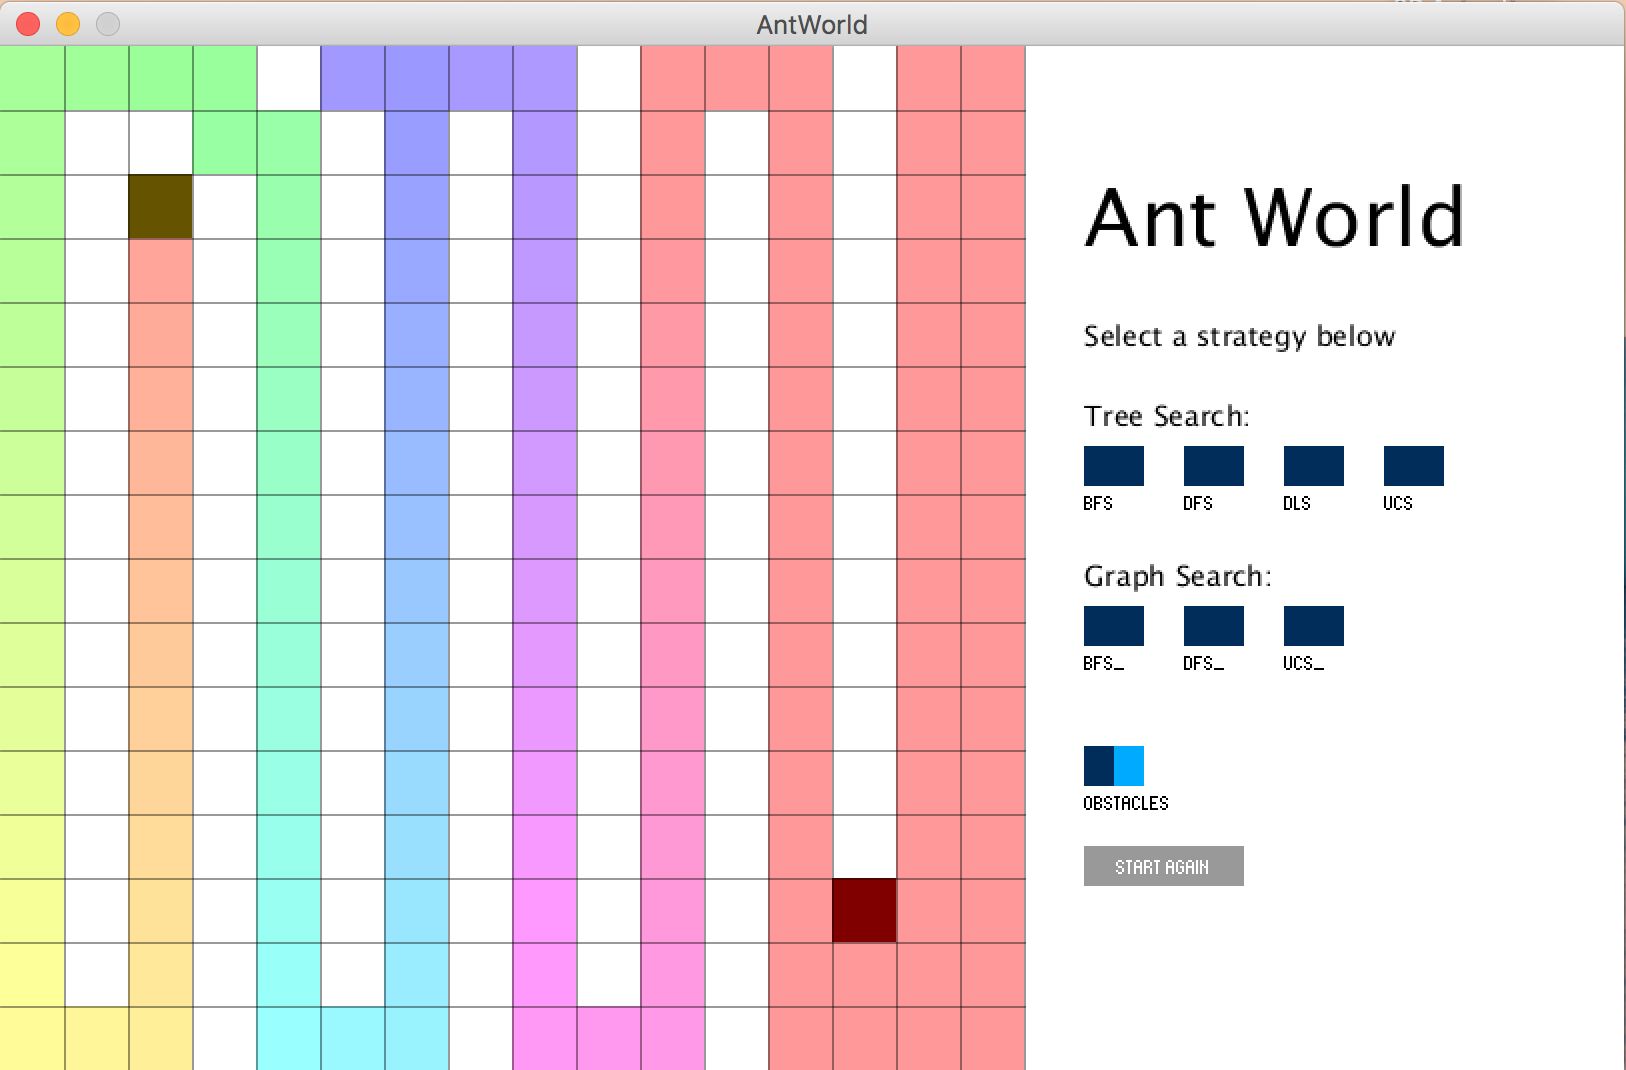 AntWorld
Ant World
Select a strategy below
Tree Search:
BFS DFS DLS UCS
Graph Search:
BFS_ DFS_ UCS_
OBSTACLES
START AGAIN